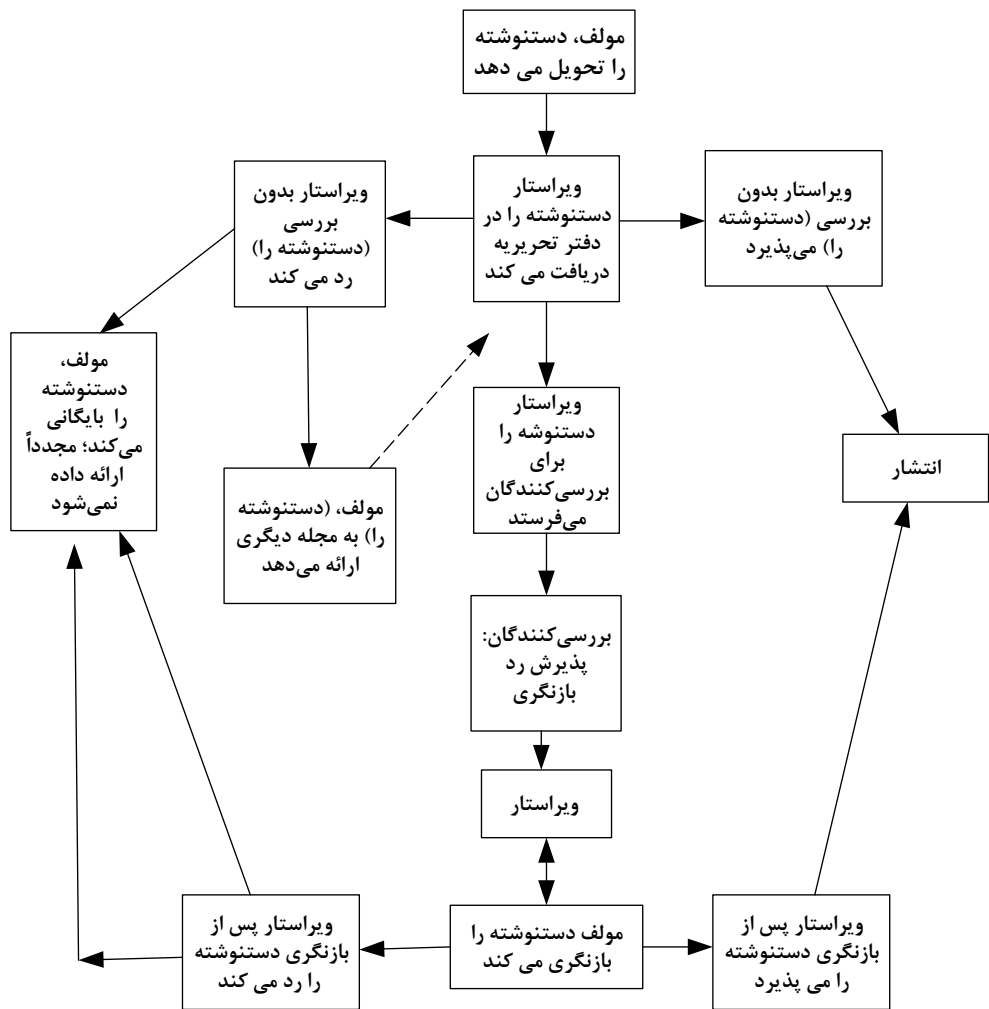 مولف، دستنوشته
را تحویل می دهد
ویراستار
دستنوشته را در
دفتر تحریریه
دریافت می کند
ویراستار بدون
بررسی (دستنوشته
را) می‌پذیرد
ویراستار بدون
بررسی
(دستنوشته را)
رد می کند
مولف،
دستنوشته
را بایگانی
می‌کند؛ مجدداً
ارائه داده
نمی‌شود
ویراستار
دستنوشه را
برای
بررسی‌کنندگان
می‌فرستد
انتشار
مولف، (دستنوشته
را) به مجله دیگری
ارائه می‌دهد
بررسی‌کنندگان:
پذیرش رد
بازنگری
ویراستار
مولف دستنوشته را
بازنگری می کند
ویراستار پس از
بازنگری دستنوشته
را می پذیرد
ویراستار پس از
بازنگری دستنوشته
را رد می کند